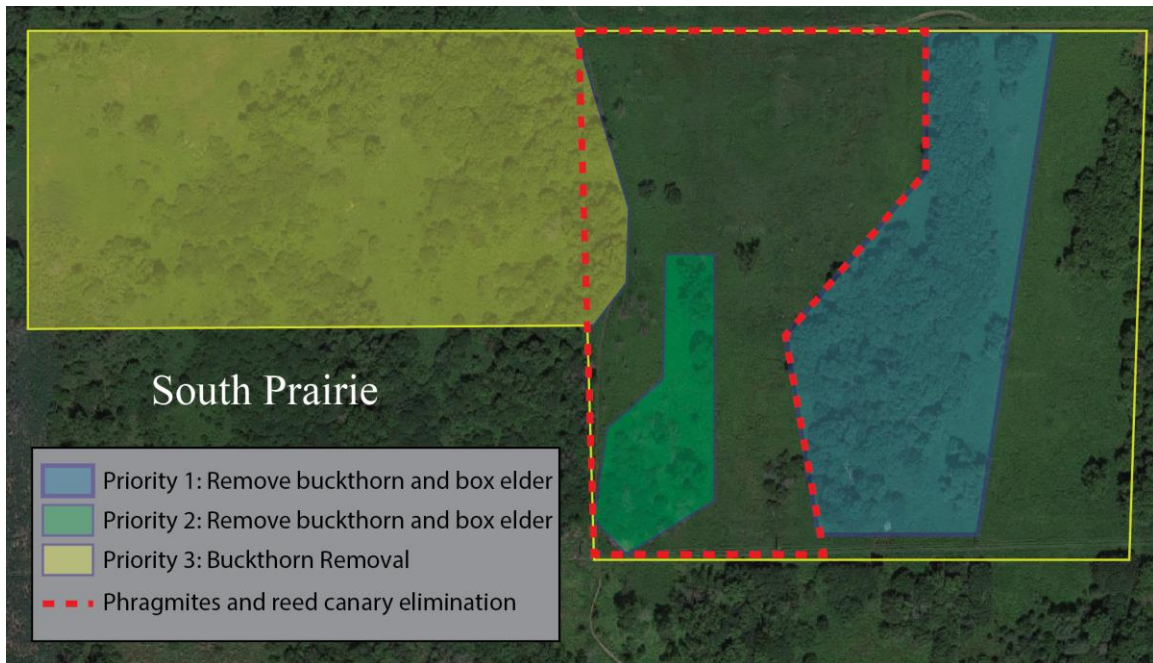 South Prairie
Priority 1: Remove buckthorn and box elder
Priority 2: Remove buckthorn and box elder
Priority 3: Buckthorn Removal
Phragmites and reed canary elimination